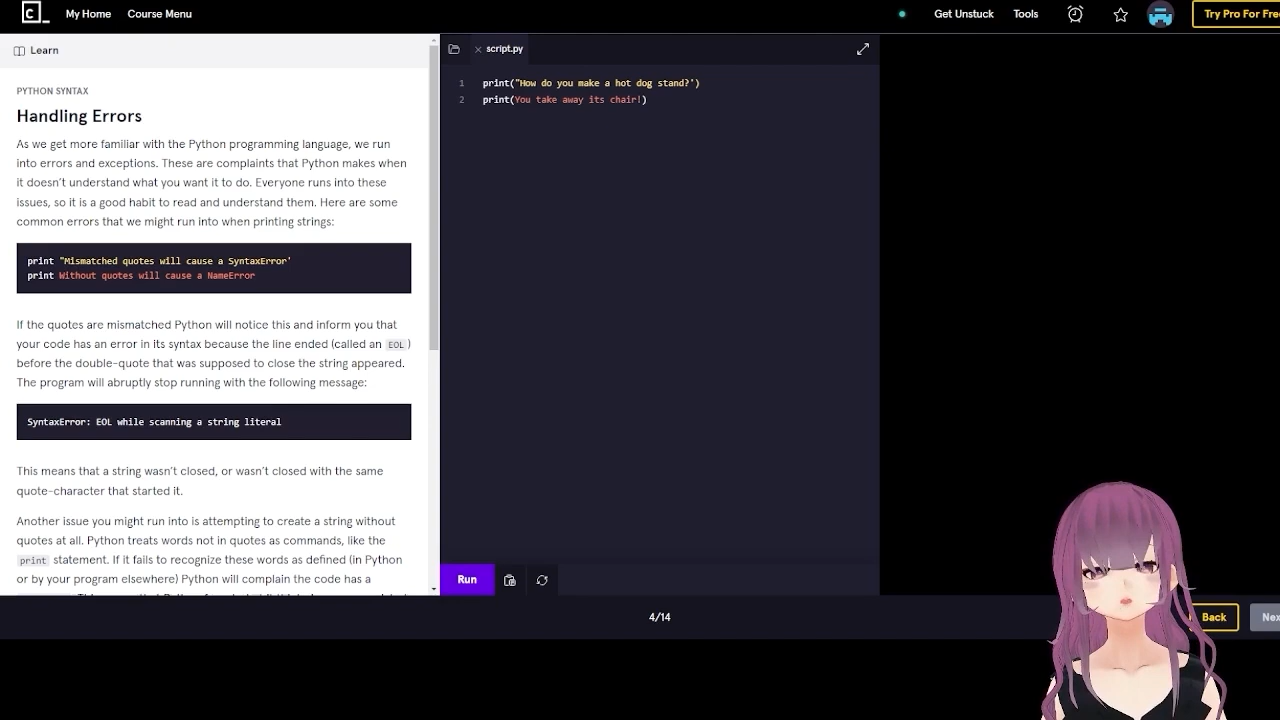 C_
My Home
Course Menu
Get Unstuck
Tools
Try Pro For Fre
Learn
PYTHON SYNTAX
Handling Errors
As we get more familiar with the Python programming language, we run
into errors and exceptions. These are complaints that Python makes when
it doesn't understand what you want it to do. Everyone runs into these
issues, so it is a good habit to read and understand them. Here are some
common errors that we might run into when printing strings:
print "Mismatched quotes will cause a SyntaxError'
print Without quotes will cause a NameError
If the quotes are mismatched Python will notice this and inform you that
your code has an error in its syntax because the line ended (called an EOL )
before the double-quote that was supposed to close the string appeared.
The program will abruptly stop running with the following message:
SyntaxError: EOL while scanning a string literal
This means that a string wasn't closed, or wasn't closed with the same
quote-character that started it.
Another issue you might run into is attempting to create a string without
quotes at all. Python treats words not in quotes as commands, like the
print statement. If it fails to recognize these words as defined (in Python
or by your program elsewhere) Python will complain the code has a
script.py
1 print("How do you make a hot dog stand?')
2 print(You take away its chair!)
Run
4/14
Back
Nex